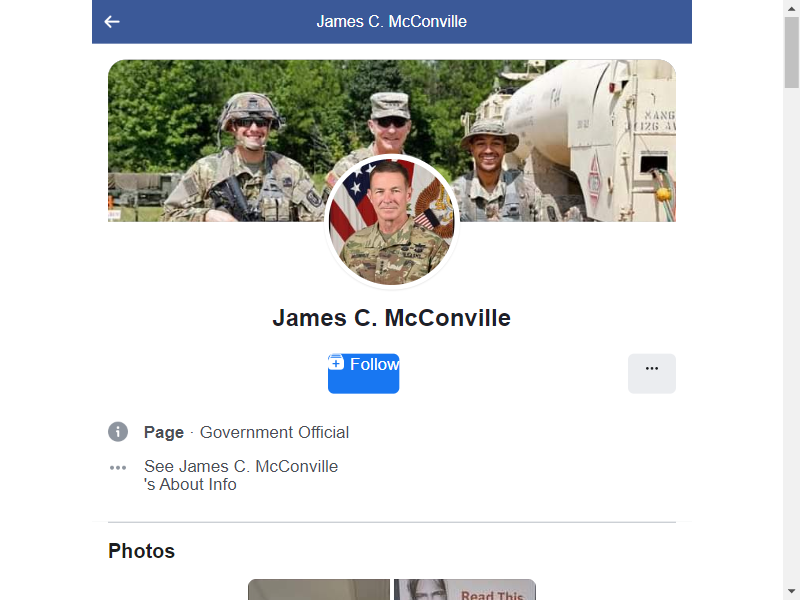 James C. McConville
James C. McConville
Follow
...
Page · Government Official
See James C. McConville
's About Info
Photos
Read This